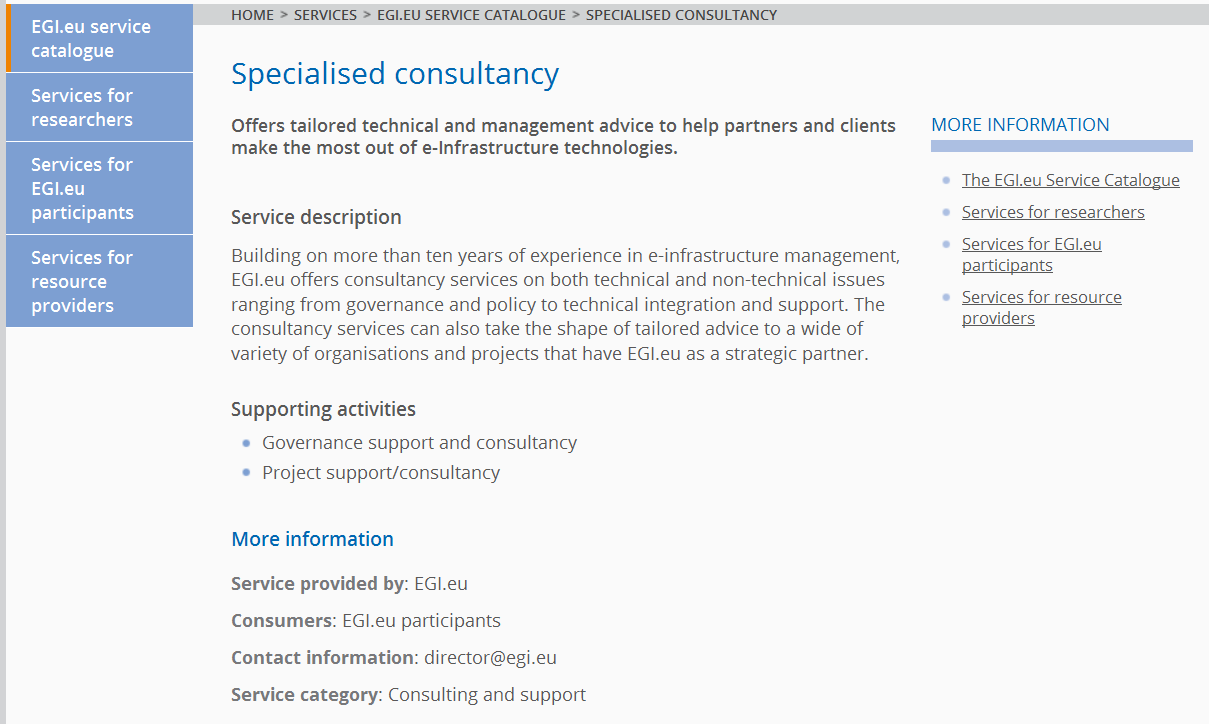 EGI.eu service
catalogue
Services for
researchers
Services for
EGI.eu
participants
Services for
resource
providers
HOME > SERVICES > EGI.EU SERVICE CATALOGUE > SPECIALISED CONSULTANCY
Specialised consultancy
Offers tailored technical and management advice to help partners and clients
make the most out of e-Infrastructure technologies.
Service description
Building on more than ten years of experience in e-infrastructure management,
EGI.eu offers consultancy services on both technical and non-technical issues
ranging from governance and policy to technical integration and support. The
consultancy services can also take the shape of tailored advice to a wide of
variety of organisations and projects that have EGI.eu as a strategic partner.
Supporting activities
Governance support and consultancy
Project support/consultancy
More information
Service provided by: EGI.eu
Consumers: EGI.eu participants
Contact information: director@egi.eu
Service category: Consulting and support
MORE INFORMATION
The EGI.eu Service Catalogue
Services for researchers
Services for EGI.eu
participants
Services for resource
providers